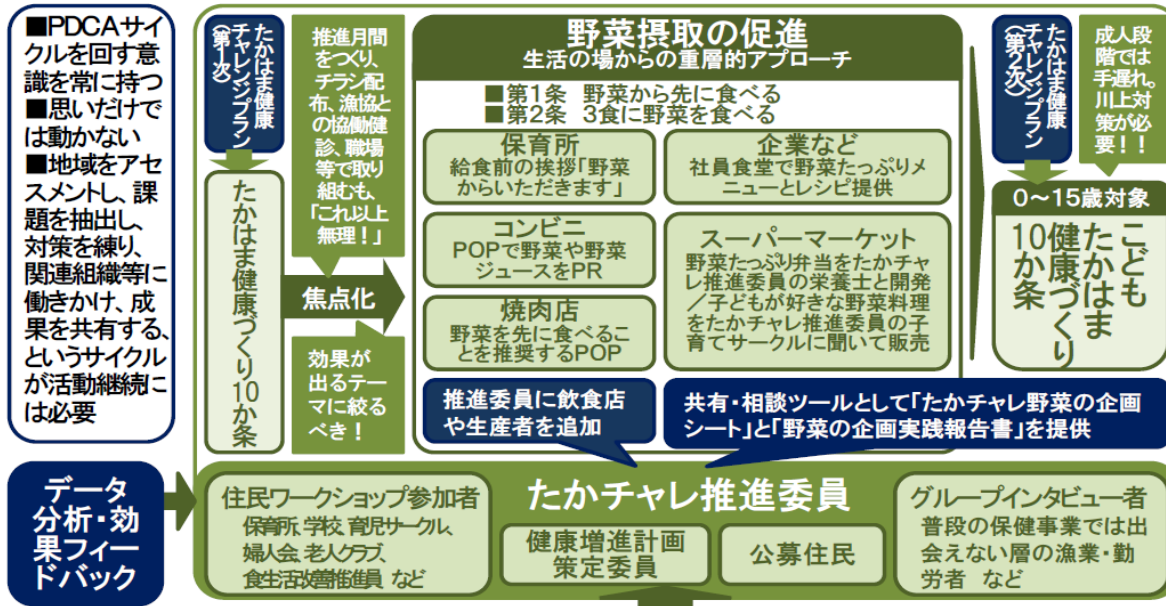 ■PDCAサイ
クルを回す意
識を常に持つ
■思いだけで
は動かない
■地域をアセ
スメントし、課
題を抽出し、
対策を練り、
関連組織等に
働きかけ、成
果を共有する、
というサイクル
が活動継続に
は必要
データ
分析・効
果フィー
ドバック
たかはま健康
チャレンジプラン
(第1次)
たかはま健康づくり10か条
推進月間
をつくり、
チラシ配
布、漁協と
の協働健
診、職場
等で取り
組むも、
「これ以上
無理!」
焦点化
効果が
出るテー
マに絞る
べき!
野菜摂取の促進
生活の場からの重層的アプローチ
■第1条 野菜から先に食べる
■第2条 3食に野菜を食べる
保育所
給食前の挨拶「野菜
からいただきます」
企業など
社員食堂で野菜たっぷりメ
ニューとレシピ提供
コンビニ
POPで野菜や野菜
ジュースをPR
スーパーマーケット
野菜たっぷり弁当をたかチャ
レ推進委員の栄養士と開発
/子どもが好きな野菜料理
をたかチャレ推進委員の子
育てサークルに聞いて販売
焼肉店
野菜を先に食べるこ
とを推奨するPOP
推進委員に飲食店
や生産者を追加
共有・相談ツールとして「たかチャレ野菜の企画
シート」と「野菜の企画実践報告書」を提供
たかはま健康
チャレンジプラン
(第2次)
成人段
階では
手遅れ。
川上対
策が必
要!!
0~15歳対象
こども
たかはま
健康づくり
10か条
たかチャレ推進委員
住民ワークショップ参加者
保育所、学校、育児サークル、
婦人会、老人クラブ、
食生活改善推進員 など
健康増進計画
策定委員
公募住民
グループインタビュー者
普段の保健事業では出
会えない層の漁業・勤
労者 など